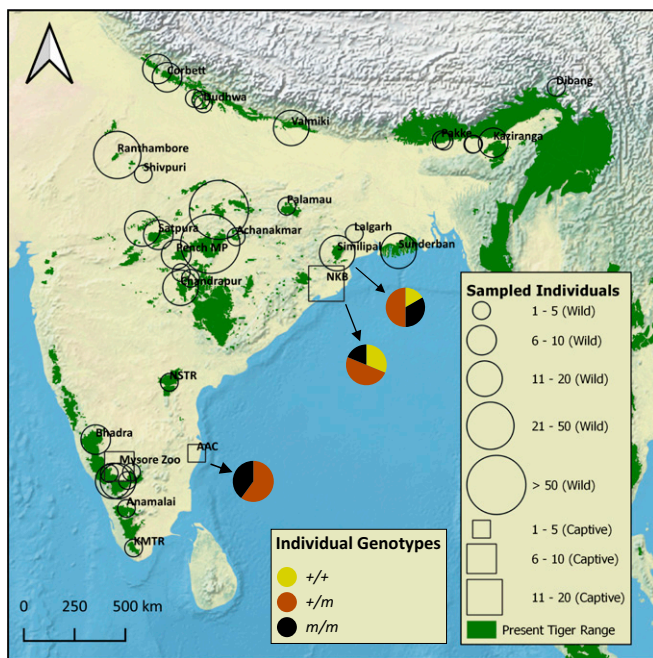 Corbett
Dibang
Dudhwa
Valmiki
Pakke
Kaziranga
Ranthambore
Shivpuri
Palamau
Lalgarh
Satpura
Achanakmar
Similipal
Sunderban
Pench MP
NKB
Chandrapur
NSTR
Bhadra
AAC
Mysore Zoo
Anamalai
KMTR
Sampled Individuals
1 - 5 (Wild)
6 - 10 (Wild)
11 - 20 (Wild)
21 - 50 (Wild)
> 50 (Wild)
1 - 5 (Captive)
6 - 10 (Captive)
11 - 20 (Captive)
Present Tiger Range
Individual Genotypes
+/+
+/m
m/m
0 250 500 km